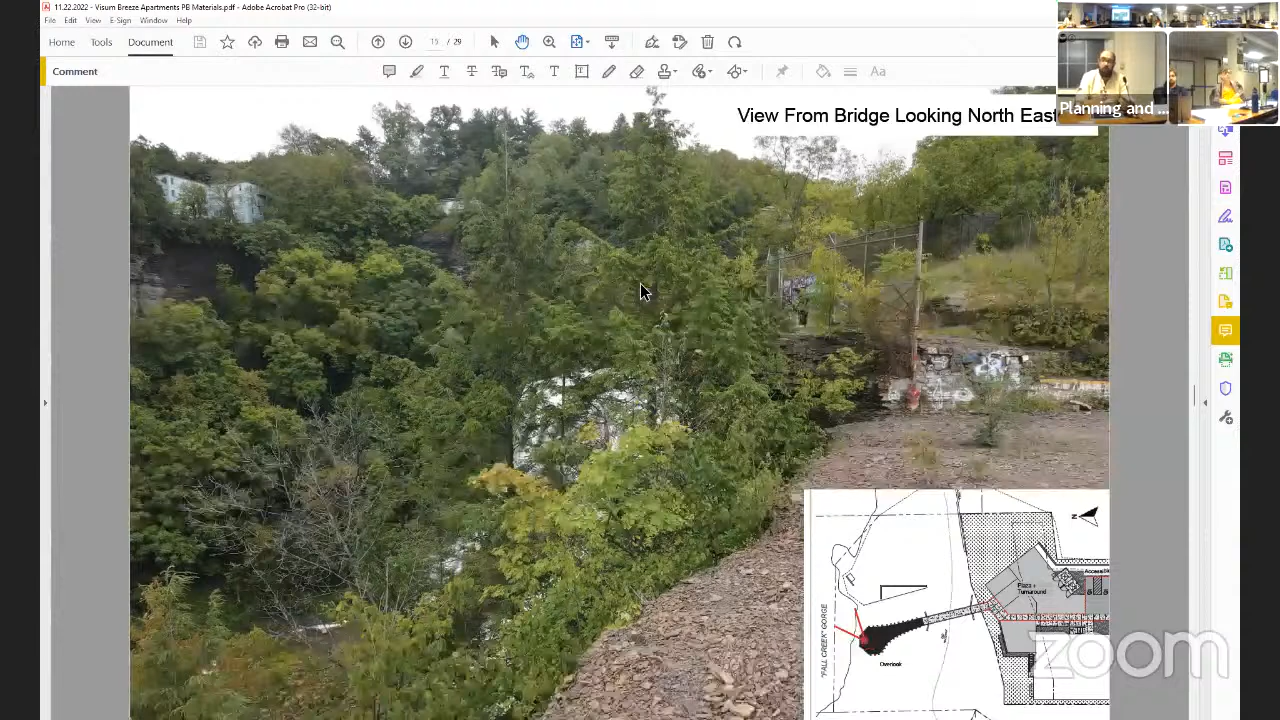 11.22.2022 - Visum Breeze Apartments PB Materials.pdf - Adobe Acrobat Pro (32-bit)
File Edit View E-Sign Window Help
Home Tools Document
15 / 29
Comment
Aa
Planning and ...
View From Bridge Looking North East
N
Plaza +
Turnaround
"FALL CREEK" GORGE
Overlook
zoom